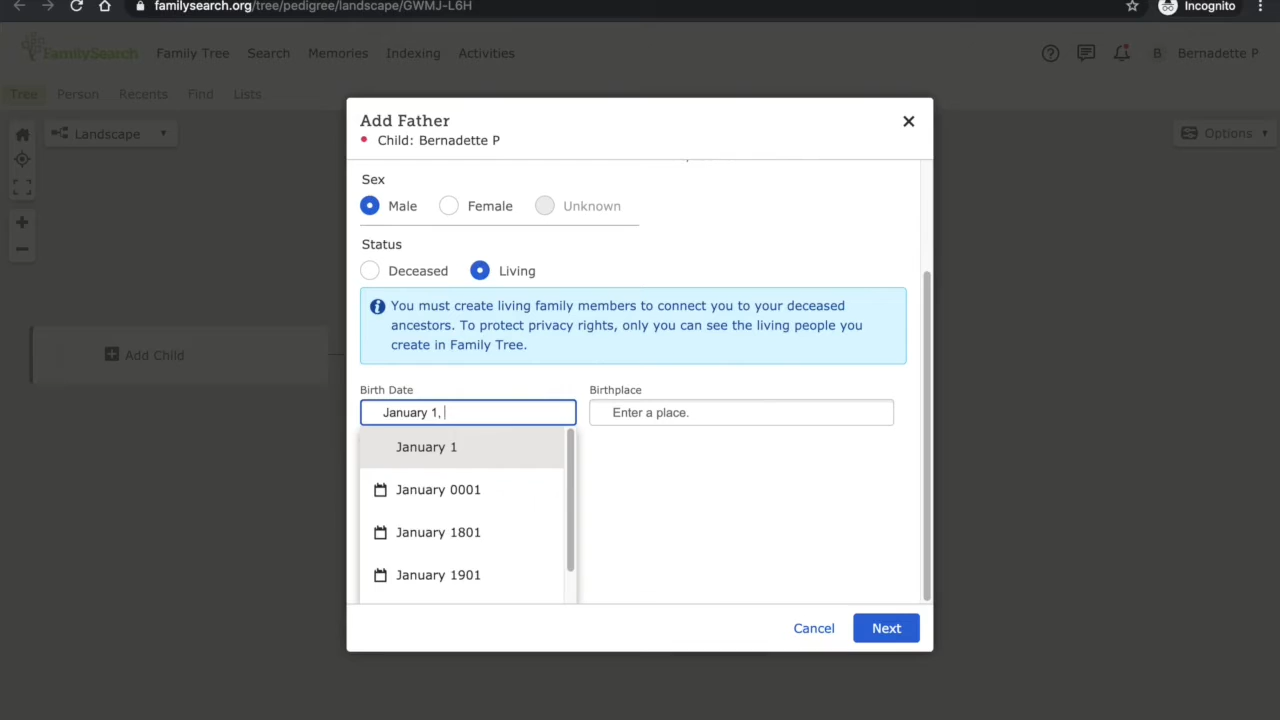 familysearch.org/tree/pedigree/landscape/GWMJ-L6H
Incognito
FamilySearch Family Tree Search Memories Indexing Activities
B Bernadette P
Tree Person Recents Find Lists
Landscape
Options
Add Child
Add Father
Child: Bernadette P
Sex
Male Female Unknown
Status
Deceased Living
You must create living family members to connect you to your deceased
ancestors. To protect privacy rights, only you can see the living people you
create in Family Tree.
Birth Date Birthplace
January 1, Enter a place.
January 1
January 0001
January 1801
January 1901
Cancel Next